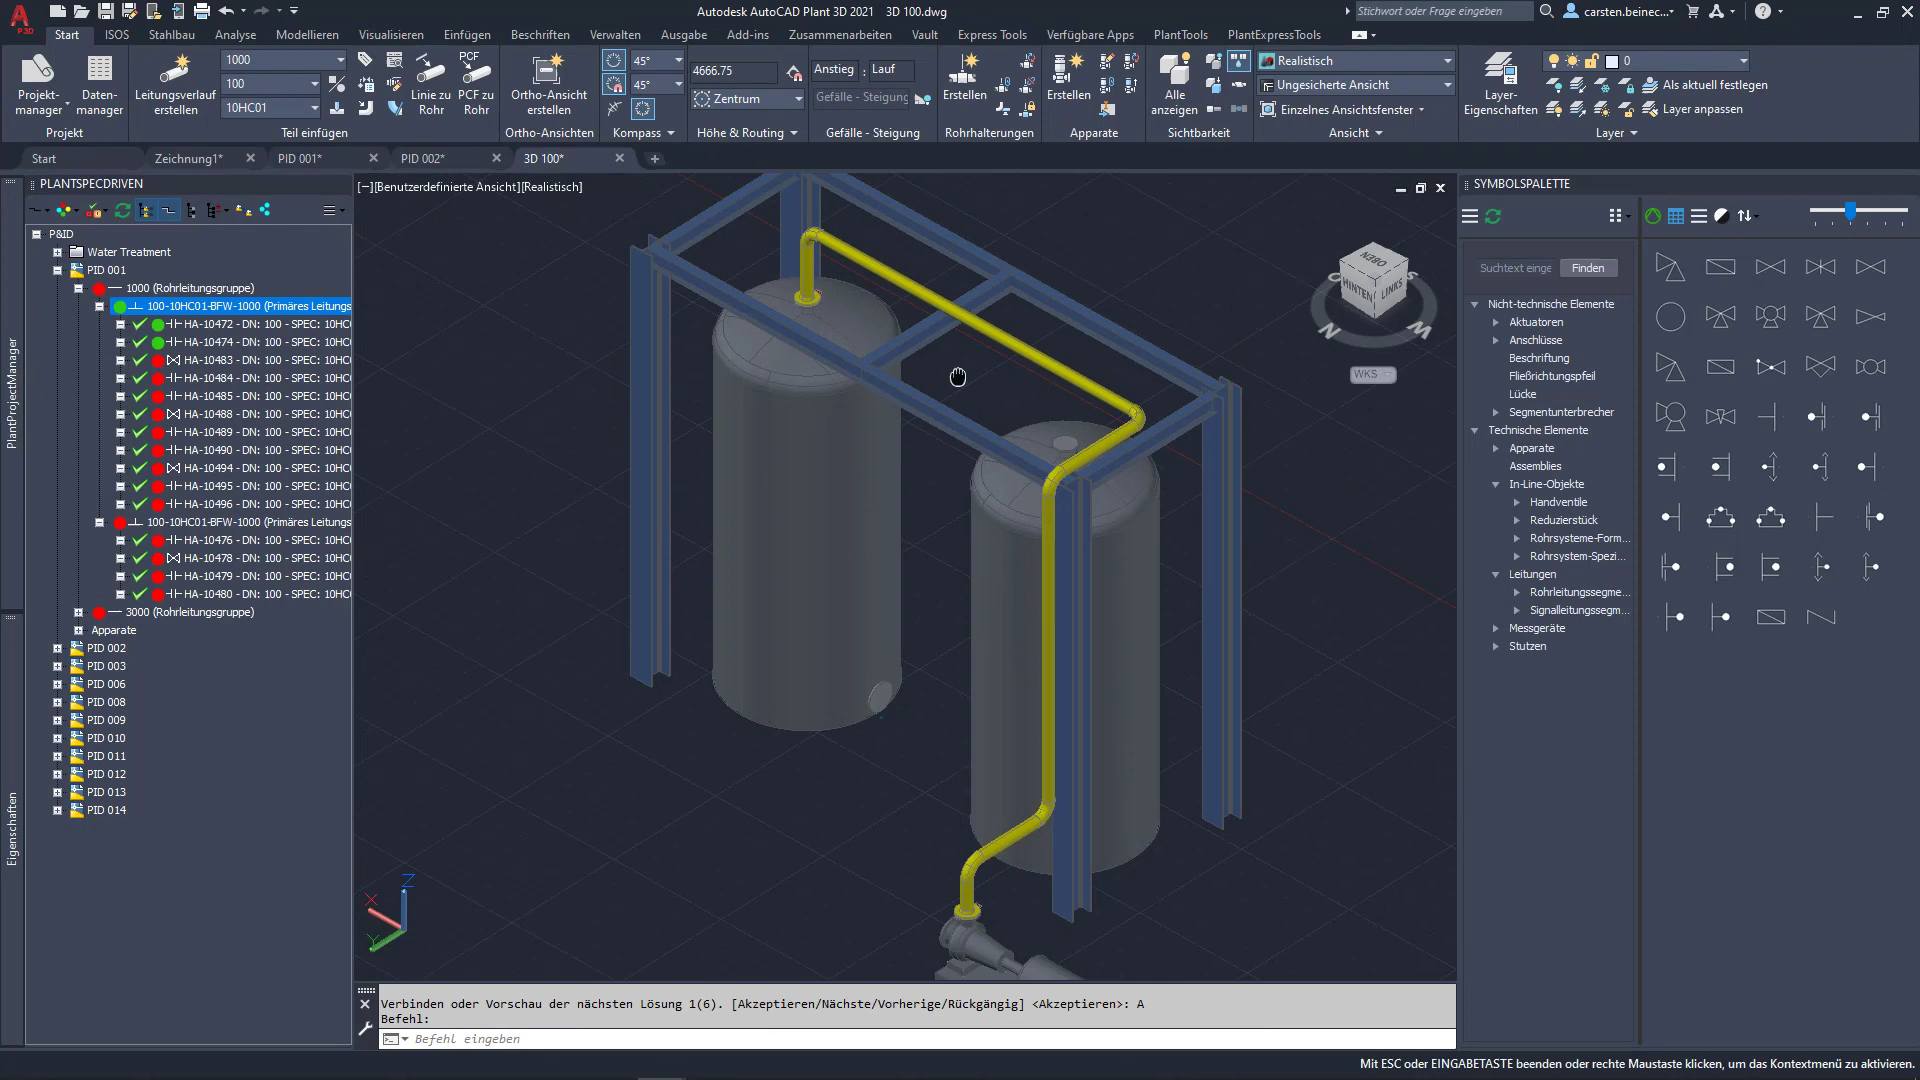 Autodesk AutoCAD Plant 3D 2021 3D 100.dwg
Stichwort oder Frage eingeben
carsten.beinec...
P3D
Start ISOS Stahlbau Analyse Modellieren Visualisieren Einfügen Beschriften Verwalten Ausgabe Add-ins Zusammenarbeiten Vault Express Tools Verfügbare Apps PlantTools PlantExpressTools
Projekt-
manager
Daten-
manager
Projekt
Leitungsverlauf
erstellen
1000
100
10HC01
Linie zu
Rohr
PCF
PCF zu
Rohr
Teil einfügen
Ortho-Ansicht
erstellen
Ortho-Ansichten
45°
45°
Kompass
4666.75
Zentrum
Höhe & Routing
Anstieg : Lauf
Gefälle - Steigung
Gefälle - Steigung
Erstellen
Rohrhalterungen
Erstellen
Apparate
Alle
anzeigen
Sichtbarkeit
Realistisch
Ungesicherte Ansicht
Einzelnes Ansichtsfenster
Ansicht
Layer-
Eigenschaften
0
Als aktuell festlegen
Layer anpassen
Layer
Start Zeichnung1* PID 001* PID 002* 3D 100*
PlantProjectManager
Eigenschaften
PLANTSPECDRIVEN
P&ID
Water Treatment
PID 001
1000 (Rohrleitungsgruppe)
100-10HC01-BFW-1000 (Primäres Leitungs
HA-10472 - DN: 100 - SPEC: 10HC
HA-10474 - DN: 100 - SPEC: 10HC
HA-10483 - DN: 100 - SPEC: 10HC
HA-10484 - DN: 100 - SPEC: 10HC
HA-10485 - DN: 100 - SPEC: 10HC
HA-10488 - DN: 100 - SPEC: 10HC
HA-10489 - DN: 100 - SPEC: 10HC
HA-10490 - DN: 100 - SPEC: 10HC
HA-10494 - DN: 100 - SPEC: 10HC
HA-10495 - DN: 100 - SPEC: 10HC
HA-10496 - DN: 100 - SPEC: 10HC
100-10HC01-BFW-1000 (Primäres Leitungs
HA-10476 - DN: 100 - SPEC: 10HC
HA-10478 - DN: 100 - SPEC: 10HC
HA-10479 - DN: 100 - SPEC: 10HC
HA-10480 - DN: 100 - SPEC: 10HC
3000 (Rohrleitungsgruppe)
Apparate
PID 002
PID 003
PID 006
PID 008
PID 009
PID 010
PID 011
PID 012
PID 013
PID 014
[−][Benutzerdefinierte Ansicht][Realistisch]
OBEN
HINTEN
LINKS
N
W
WKS
Z
X
Y
Verbinden oder Vorschau der nächsten Lösung 1(6). [Akzeptieren/Nächste/Vorherige/Rückgängig] <Akzeptieren>: A
Befehl:
Befehl eingeben
SYMBOLSPALETTE
Suchtext einge
Finden
Nicht-technische Elemente
Aktuatoren
Anschlüsse
Beschriftung
Fließrichtungspfeil
Lücke
Segmentunterbrecher
Technische Elemente
Apparate
Assemblies
In-Line-Objekte
Handventile
Reduzierstück
Rohrsysteme-Form...
Rohrsystem-Spezi...
Leitungen
Rohrleitungssegme...
Signalleitungssegm...
Messgeräte
Stutzen
Mit ESC oder EINGABETASTE beenden oder rechte Maustaste klicken, um das Kontextmenü zu aktivieren.